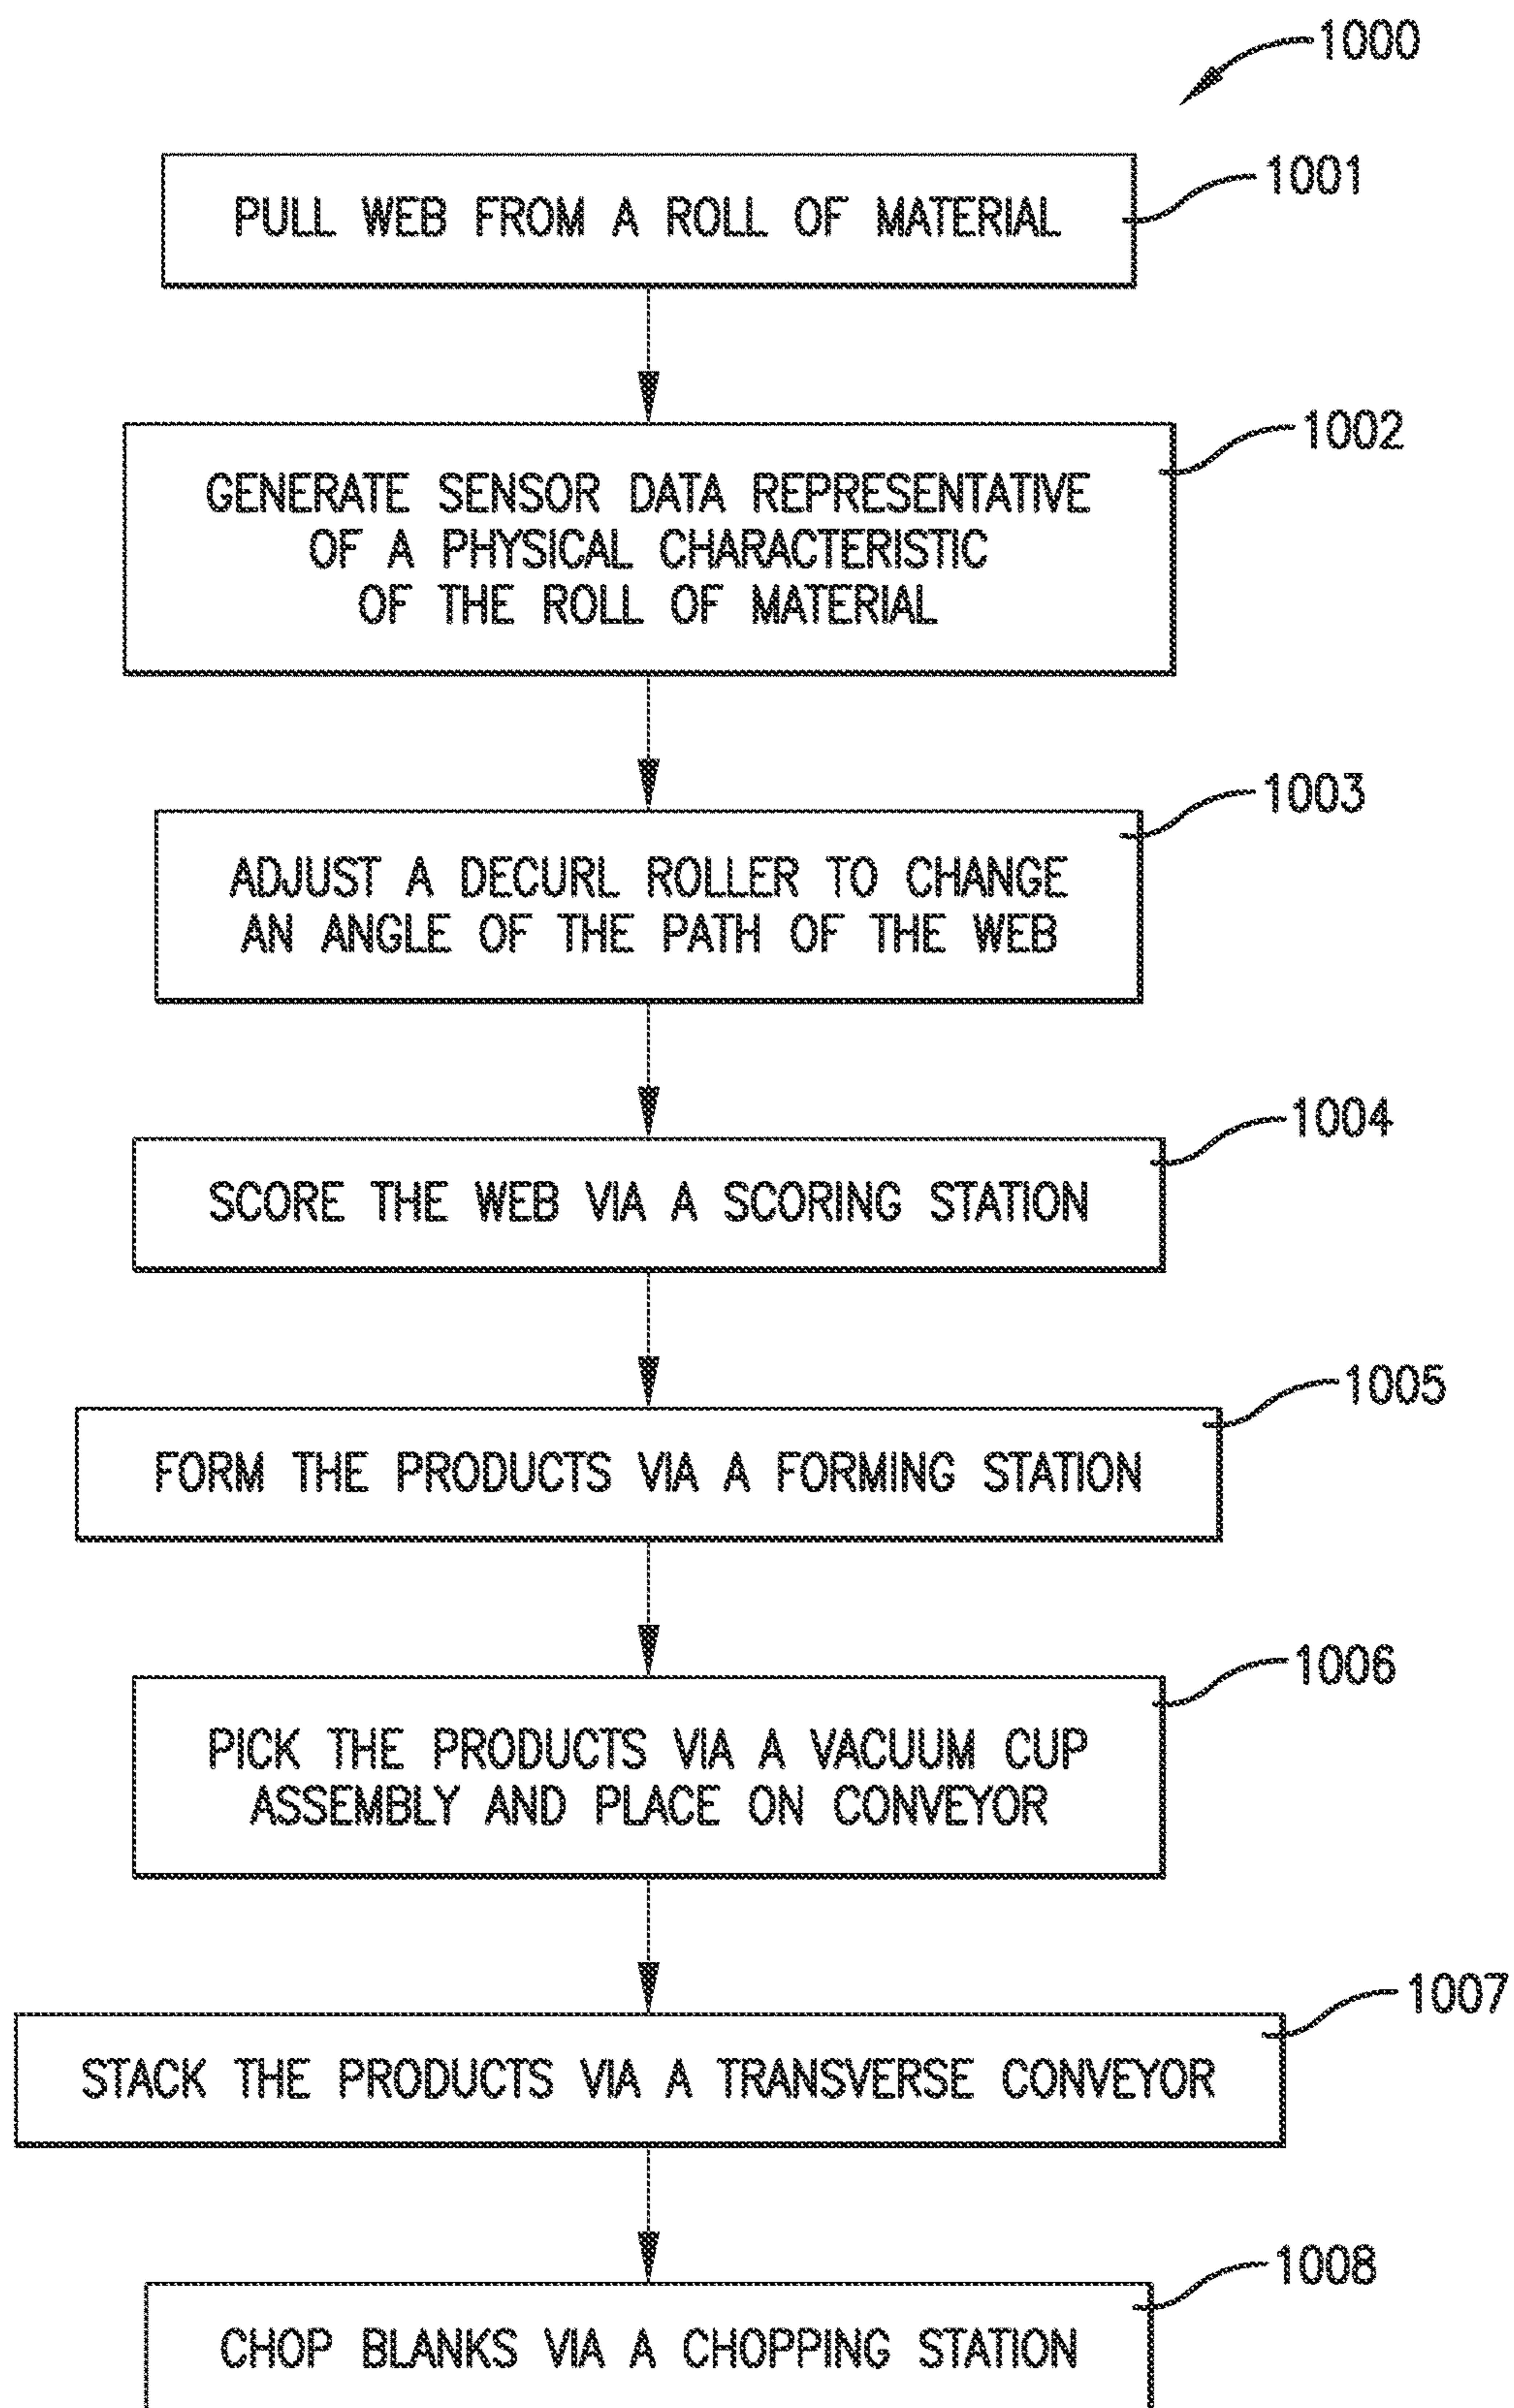 1000
PULL WEB FROM A ROLL OF MATERIAL
1001
GENERATE SENSOR DATA REPRESENTATIVE
OF A PHYSICAL CHARACTERISTIC
OF THE ROLL OF MATERIAL
1002
ADJUST A DECURL ROLLER TO CHANGE
AN ANGLE OF THE PATH OF THE WEB
1003
SCORE THE WEB VIA A SCORING STATION
1004
FORM THE PRODUCTS VIA A FORMING STATION
1005
PICK THE PRODUCTS VIA A VACUUM CUP
ASSEMBLY AND PLACE ON CONVEYOR
1006
STACK THE PRODUCTS VIA A TRANSVERSE CONVEYOR
1007
CHOP BLANKS VIA A CHOPPING STATION
1008